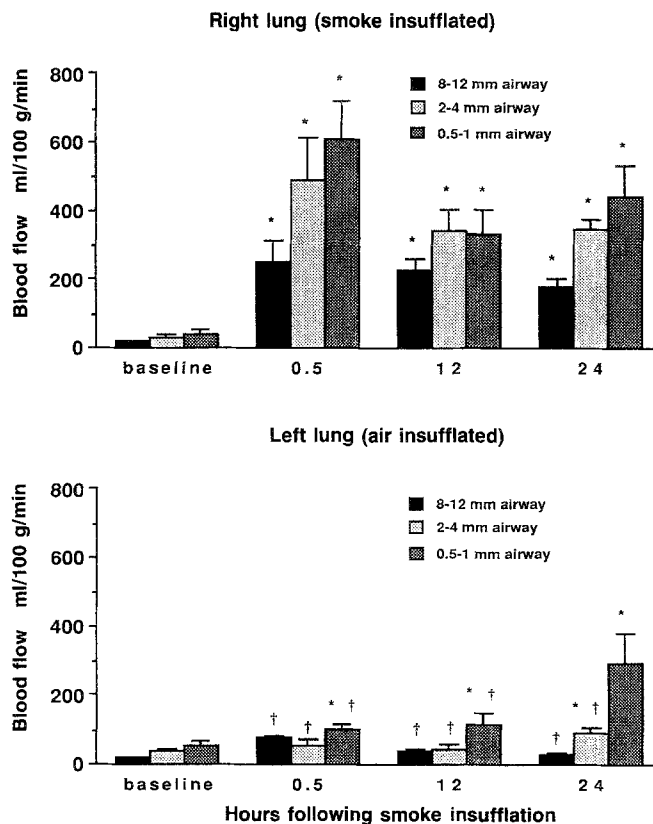 Right lung (smoke insufflated)
800
600
400
200
0
Blood flow ml/100 g/min
8-12 mm airway
2-4 mm airway
0.5-1 mm airway
* * *
* * *
* * *
baseline 0.5 12 24
Left lung (air insufflated)
800
600
400
200
0
Blood flow ml/100 g/min
8-12 mm airway
2-4 mm airway
0.5-1 mm airway
† † * †
† † * †
† * † *
baseline 0.5 12 24
Hours following smoke insufflation